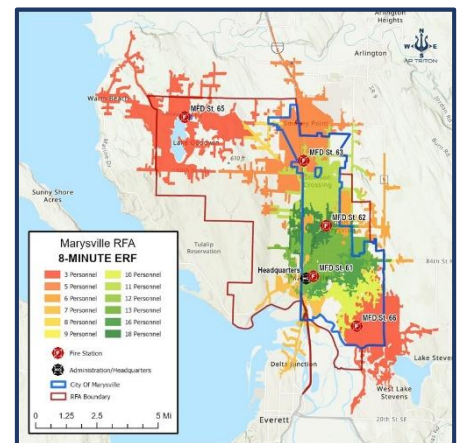 Arlington
Heights
N
W E
S
AP TRITON
Arlington
Warm Beach
MFD St. 65
Lake Goodwin
MFD St. 63
Crossing
Sunny Shore
Acres
Tulalip
Reservation
MFD St. 62
84th
Headquarters
MFD St. 61
MFD St. 66
Lake Stevens
West Lake
Stevens
Delta Junction
Everett
20th St SE
Marysville RFA
8-MINUTE ERF
3 Personnel
5 Personnel
6 Personnel
7 Personnel
8 Personnel
9 Personnel
10 Personnel
11 Personnel
12 Personnel
13 Personnel
16 Personnel
18 Personnel
Fire Station
Administration/Headquarters
City Of Marysville
RFA Boundary
0 1.25 2.5 5 Mi